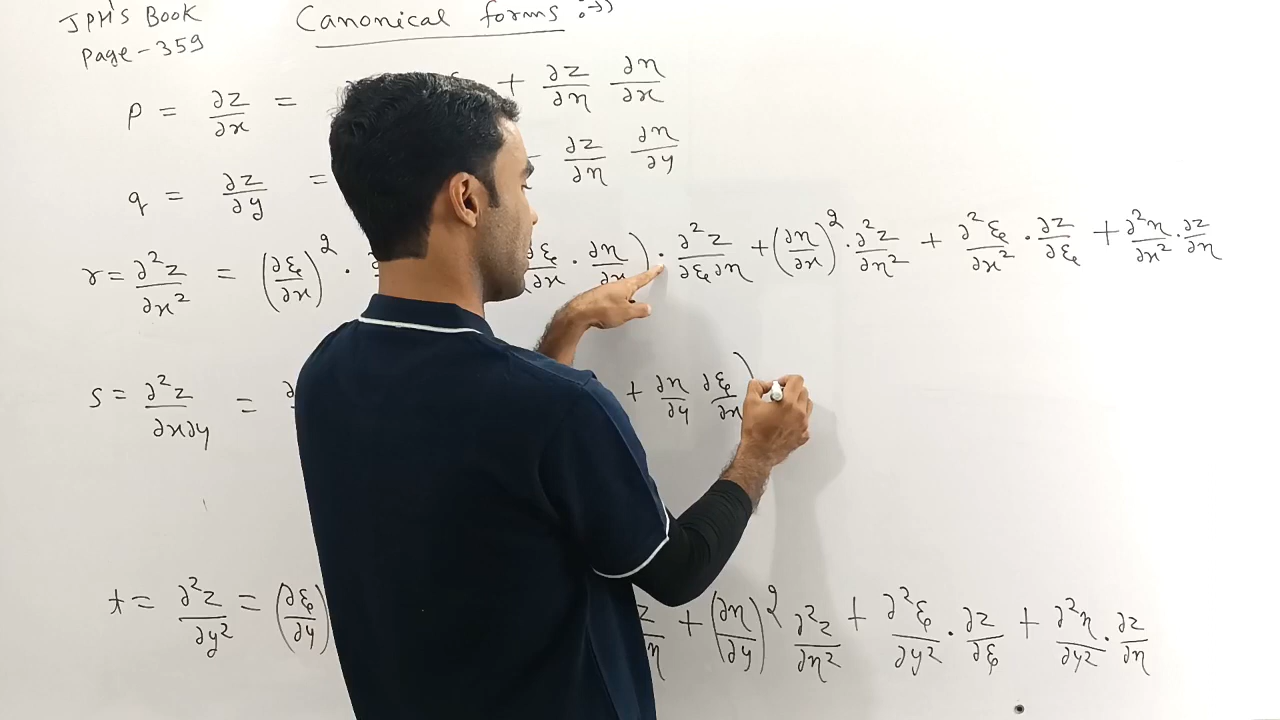 JPH'S Book
Page - 359
Canonical forms :->>
p = ∂z/∂x = + ∂z/∂η ∂η/∂x
q = ∂z/∂y = ∂z/∂η ∂η/∂y
r = ∂²z/∂x² = (∂ξ/∂x)² · ∂ξ/∂x · ∂η/∂x) · ∂²z/∂ξ∂η + (∂η/∂x)² · ∂²z/∂η² + ∂²ξ/∂x² · ∂z/∂ξ + ∂²η/∂x² · ∂z/∂η
s = ∂²z/∂x∂y = + ∂η/∂y ∂ξ/∂x)
t = ∂²z/∂y² = (∂ξ/∂y) + (∂η/∂y)² ∂²z/∂η² + ∂²ξ/∂y² · ∂z/∂ξ + ∂²η/∂y² · ∂z/∂η